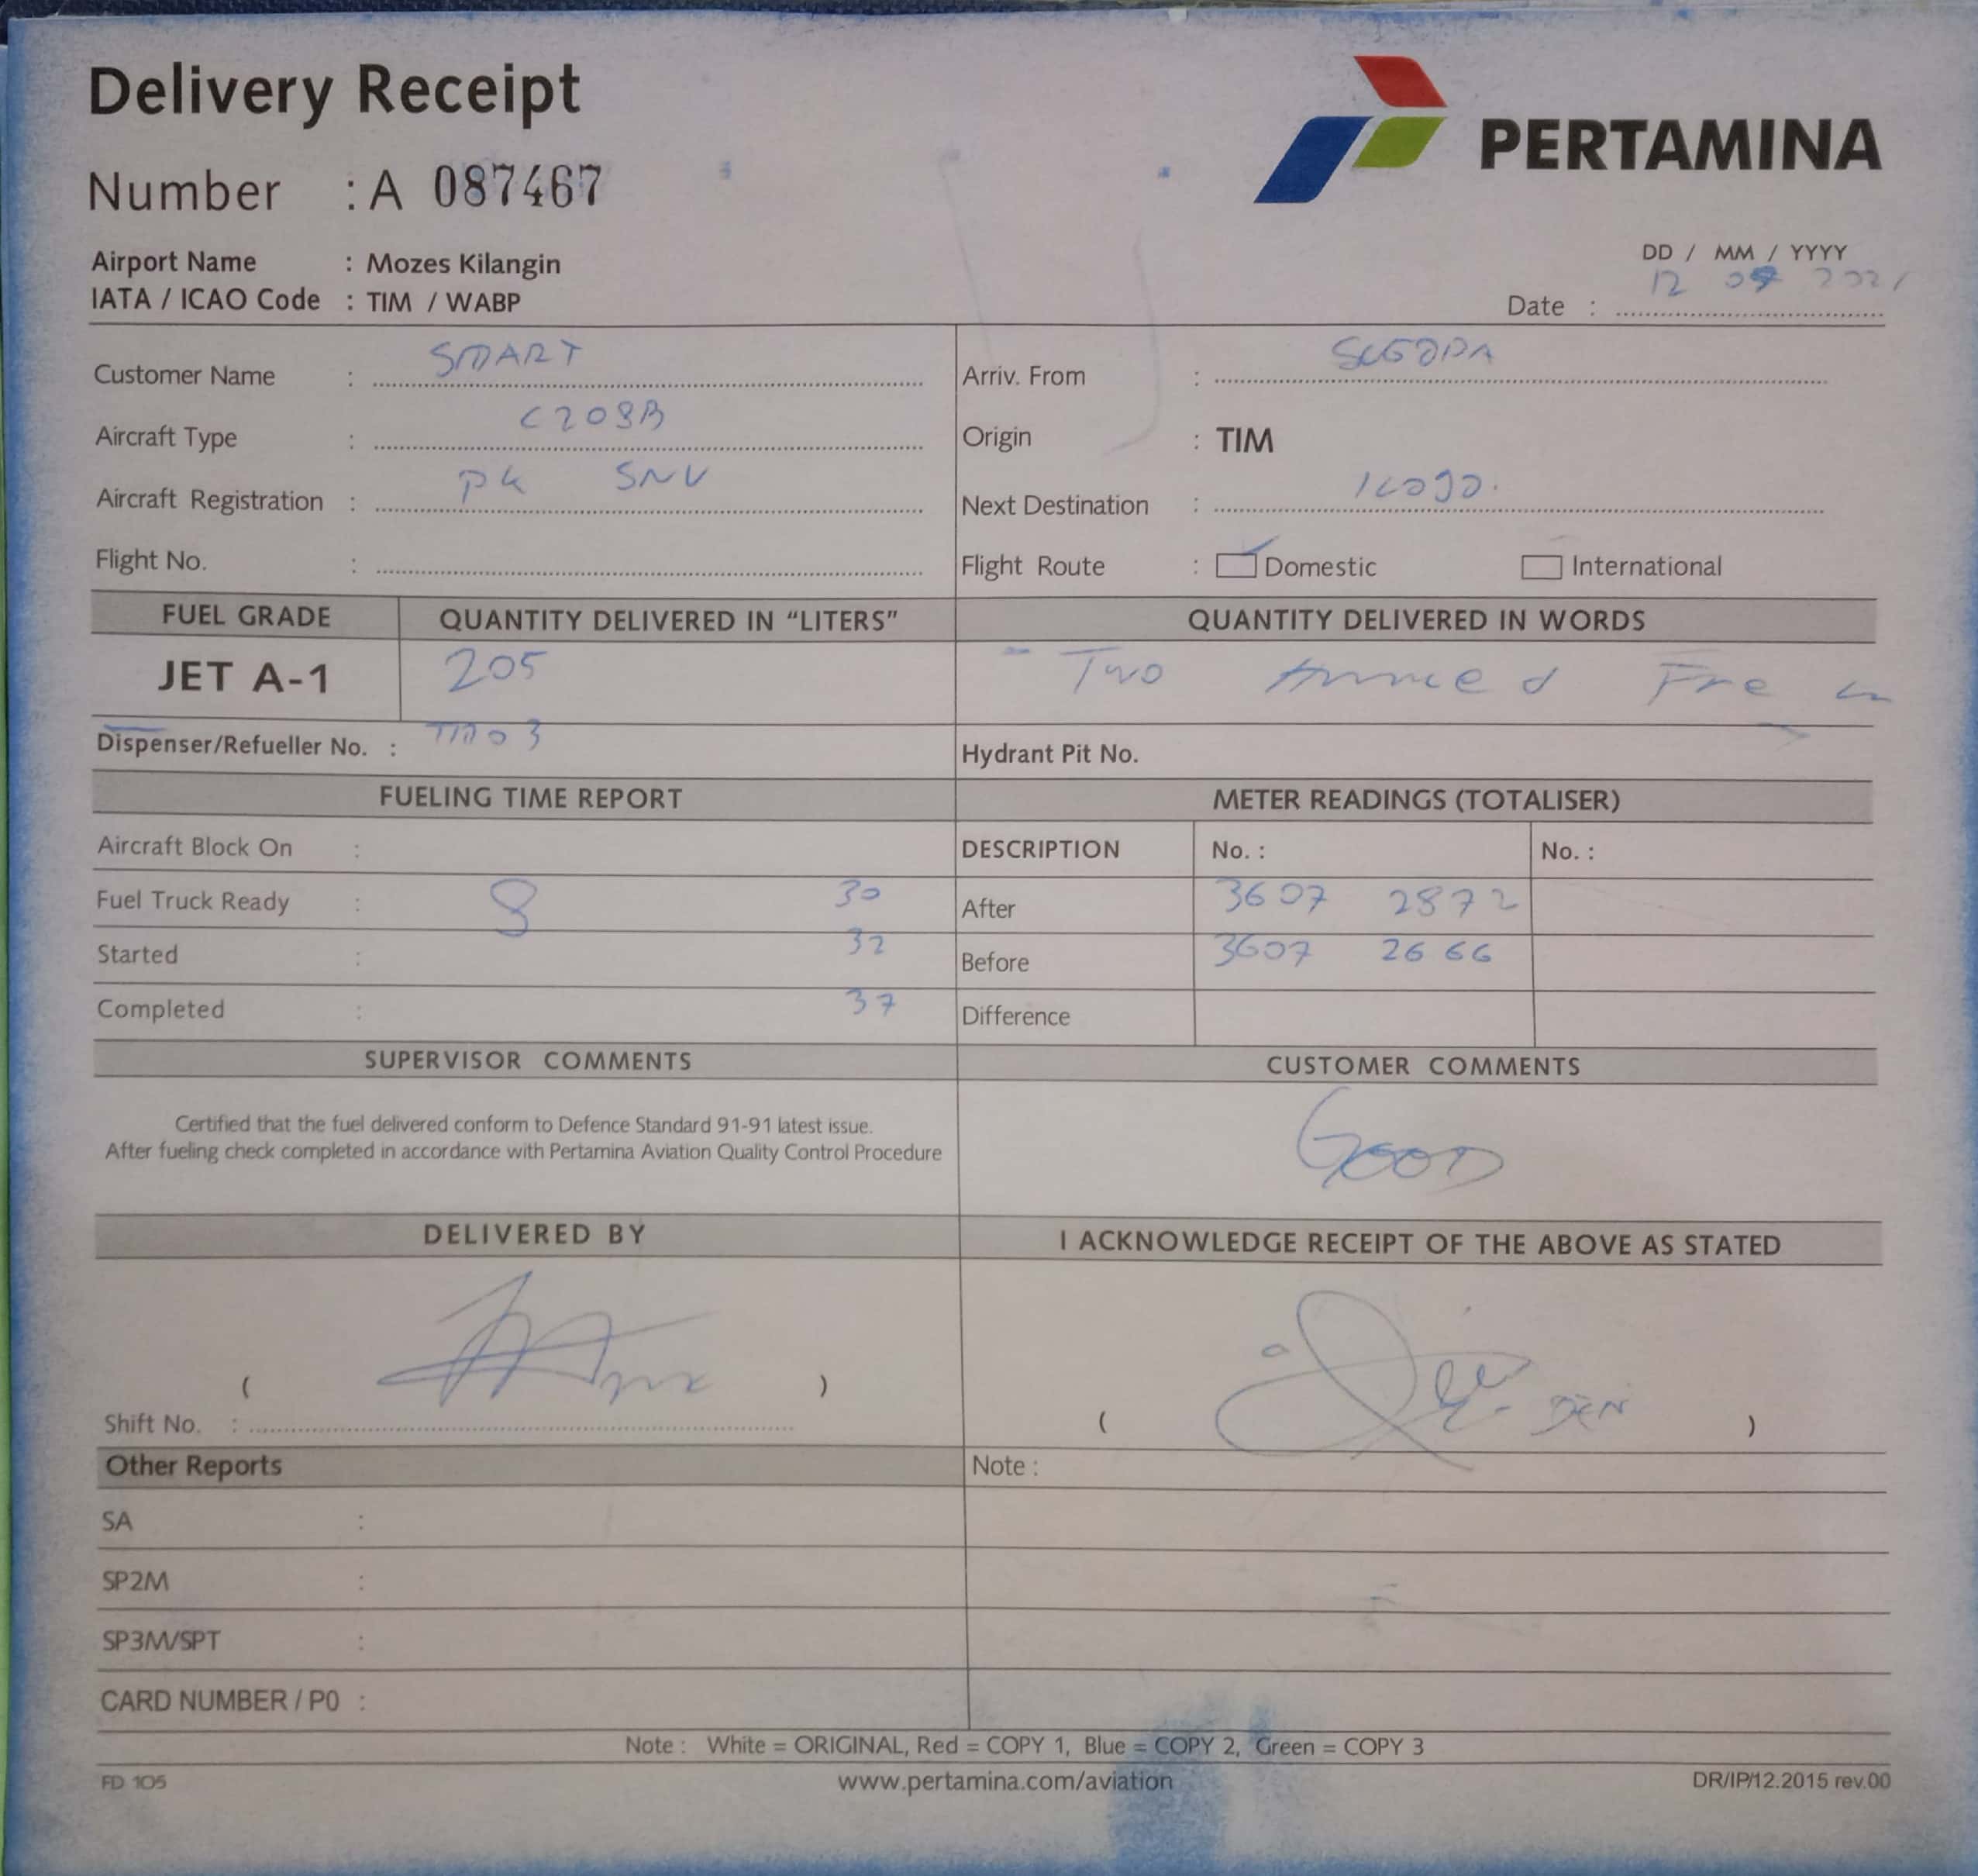 Delivery Receipt
PERTAMINA
Number : A 087467
Airport Name : Mozes Kilangin
IATA / ICAO Code : TIM / WABP
DD / MM / YYYY
Date : 12
Customer Name : SMART
Arriv. From :
Aircraft Type : C208B
Origin : TIM
Aircraft Registration : PK SNV
Next Destination :
Flight No. :
Flight Route : Domestic International
FUEL GRADE QUANTITY DELIVERED IN "LITERS" QUANTITY DELIVERED IN WORDS
JET A-1 205 Two
Dispenser/Refueller No. :
Hydrant Pit No.
FUELING TIME REPORT METER READINGS (TOTALISER)
Aircraft Block On : DESCRIPTION No. : No. :
Fuel Truck Ready : 8 30 After 3607 2872
Started : 32 Before 3607 2666
Completed : 37 Difference
SUPERVISOR COMMENTS CUSTOMER COMMENTS
Certified that the fuel delivered conform to Defence Standard 91-91 latest issue.
After fueling check completed in accordance with Pertamina Aviation Quality Control Procedure
GOOD
DELIVERED BY I ACKNOWLEDGE RECEIPT OF THE ABOVE AS STATED
( ) ( DEN )
Shift No. :
Other Reports Note :
SA :
SP2M :
SP3M/SPT :
CARD NUMBER / PO :
Note : White = ORIGINAL, Red = COPY 1, Blue = COPY 2, Green = COPY 3
FD 105 www.pertamina.com/aviation DR/IP/12.2015 rev.00